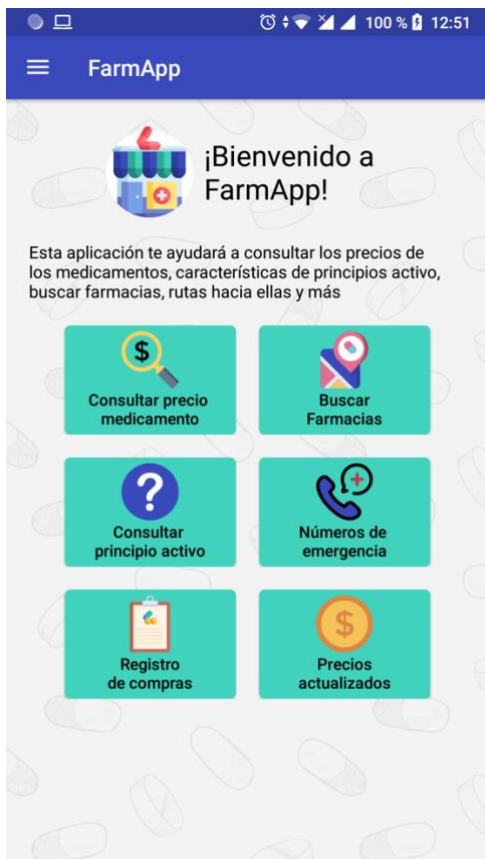 100 % 12:51
FarmApp
¡Bienvenido a
FarmApp!
Esta aplicación te ayudará a consultar los precios de
los medicamentos, características de principios activo,
buscar farmacias, rutas hacia ellas y más
$
Consultar precio
medicamento
Buscar
Farmacias
?
Consultar
principio activo
Números de
emergencia
Registro
de compras
$
Precios
actualizados